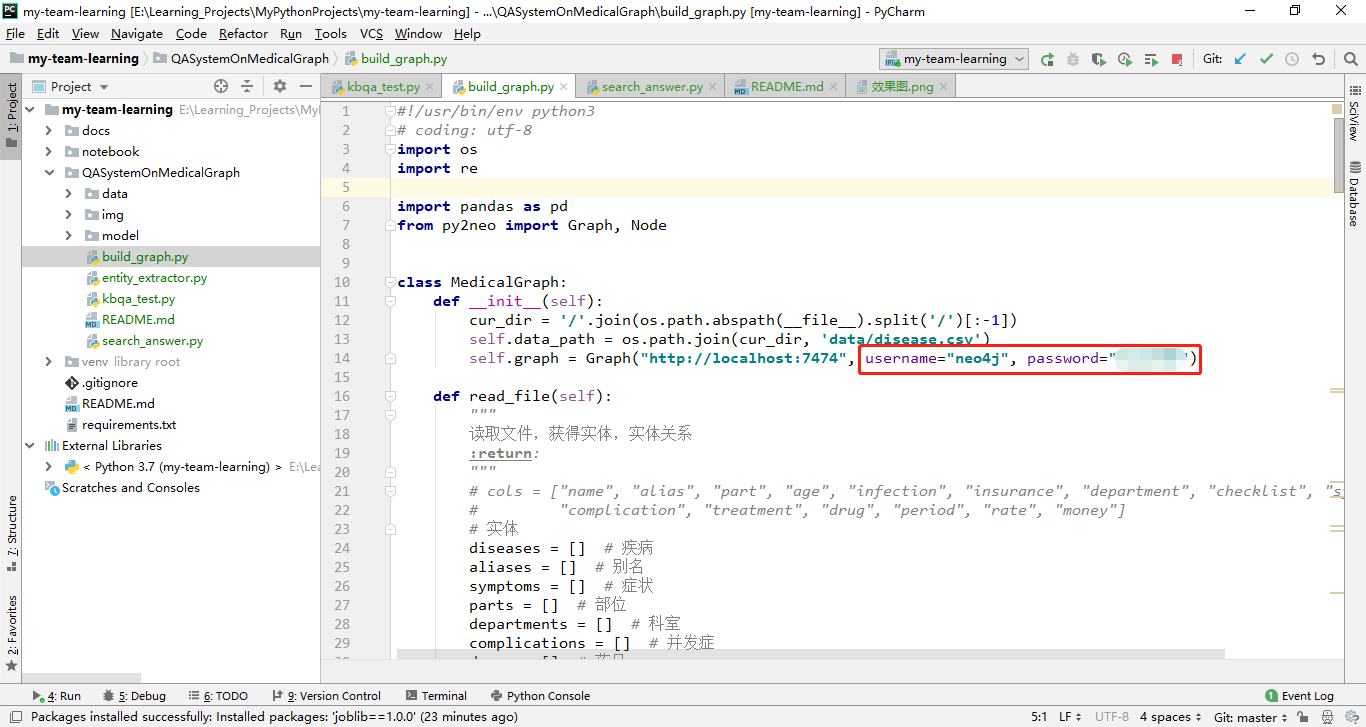 my-team-learning [E:\Learning_Projects\MyPythonProjects\my-team-learning] - ...\QASystemOnMedicalGraph\build_graph.py [my-team-learning] - PyCharm
File Edit View Navigate Code Refactor Run Tools VCS Window Help
my-team-learning QASystemOnMedicalGraph build_graph.py my-team-learning Git:
Project
kbqa_test.py build_graph.py search_answer.py README.md 效果图.png
1: Project
my-team-learning E:\Learning_Projects\My
docs
notebook
QASystemOnMedicalGraph
data
img
model
build_graph.py
entity_extractor.py
kbqa_test.py
README.md
search_answer.py
venv library root
.gitignore
README.md
requirements.txt
External Libraries
< Python 3.7 (my-team-learning) > E:\Lea
Scratches and Consoles
7: Structure
2: Favorites
1 #!/usr/bin/env python3
2 # coding: utf-8
3 import os
4 import re
5
6 import pandas as pd
7 from py2neo import Graph, Node
8
9
10 class MedicalGraph:
11 def __init__(self):
12 cur_dir = '/'.join(os.path.abspath(__file__).split('/')[:-1])
13 self.data_path = os.path.join(cur_dir, 'data/disease.csv')
14 self.graph = Graph("http://localhost:7474", username="neo4j", password="")
15
16 def read_file(self):
17 """
18 读取文件，获得实体，实体关系
19 :return:
20 """
21 # cols = ["name", "alias", "part", "age", "infection", "insurance", "department", "checklist", "s
22 # "complication", "treatment", "drug", "period", "rate", "money"]
23 # 实体
24 diseases = [] # 疾病
25 aliases = [] # 别名
26 symptoms = [] # 症状
27 parts = [] # 部位
28 departments = [] # 科室
29 complications = [] # 并发症
SciView
Database
4: Run 5: Debug 6: TODO 9: Version Control Terminal Python Console 1 Event Log
Packages installed successfully: Installed packages: 'joblib==1.0.0' (23 minutes ago) 5:1 LF UTF-8 4 spaces Git: master